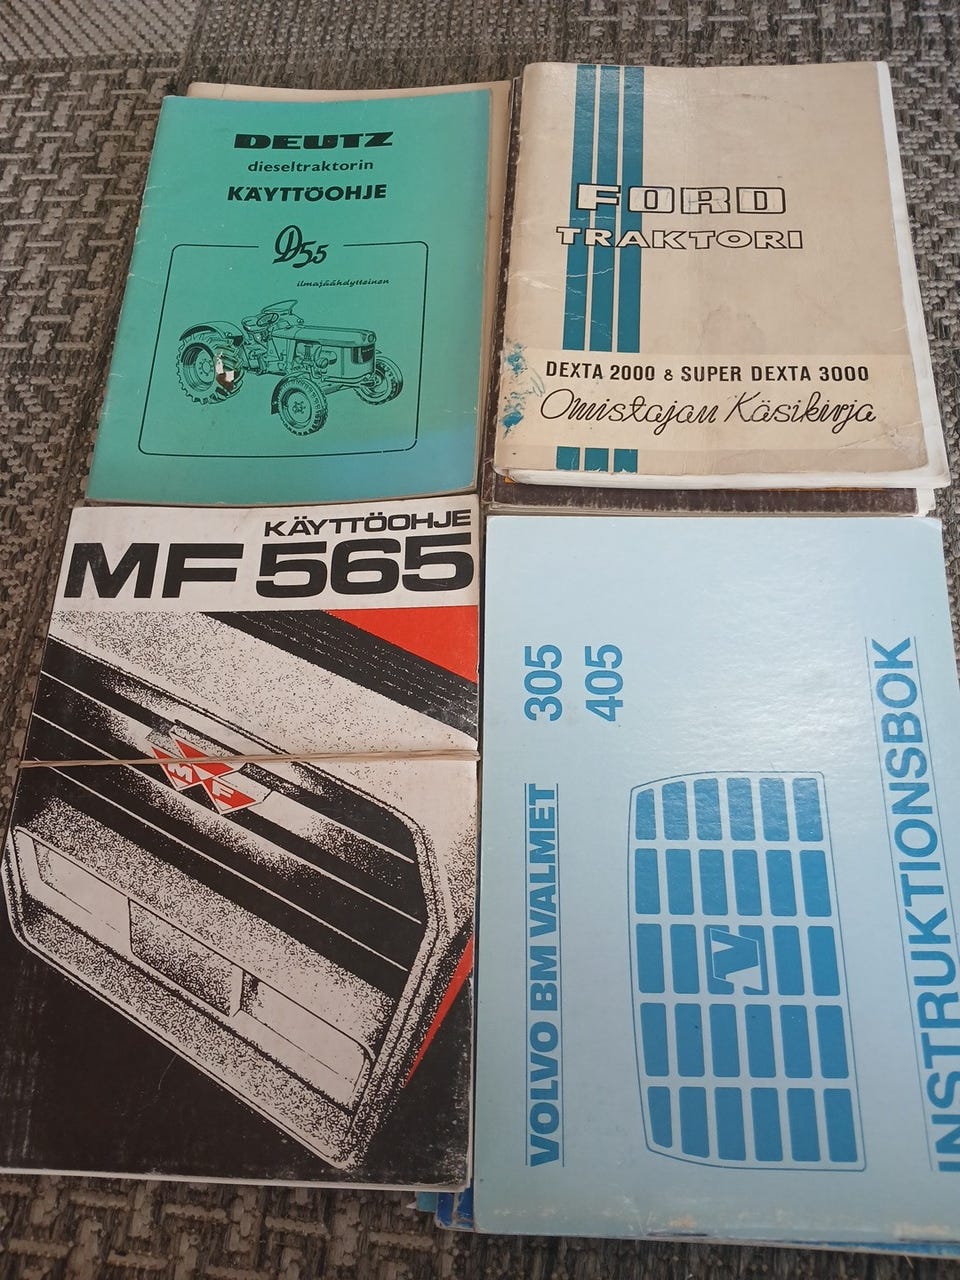 DEUTZ
dieseltraktorin
KÄYTTÖOHJE
D55
ilmajäähdytteinen
FORD
TRAKTORI
DEXTA 2000 & SUPER DEXTA 3000
Omistajan Käsikirja
KÄYTTÖOHJE
MF 565
MF
305
405
VOLVO BM VALMET
V
INSTRUKTIONSBOK